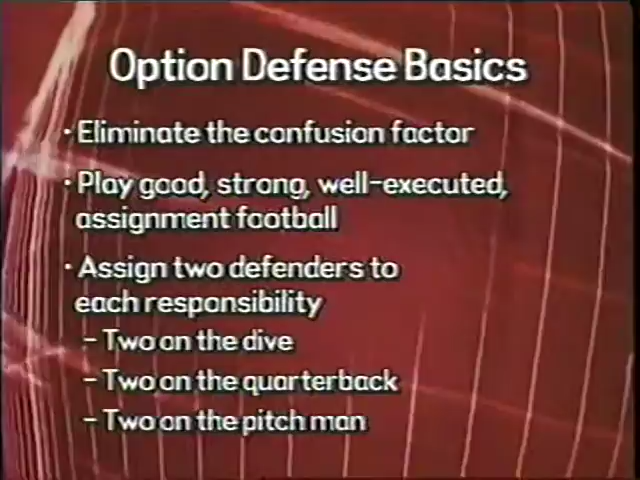 Option Defense Basics
· Eliminate the confusion factor
· Play good, strong, well-executed,
assignment football
· Assign two defenders to
each responsibility
– Two on the dive
– Two on the quarterback
– Two on the pitch man